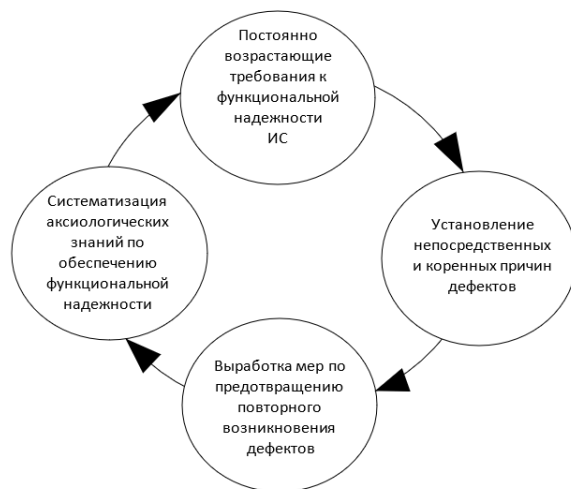 Постоянно
возрастающие
требования к
функциональной
надежности
ИС
Установление
непосредственных
и коренных причин
дефектов
Выработка мер по
предотвращению
повторного
возникновения
дефектов
Систематизация
аксиологических
знаний по
обеспечению
функциональной
надежности